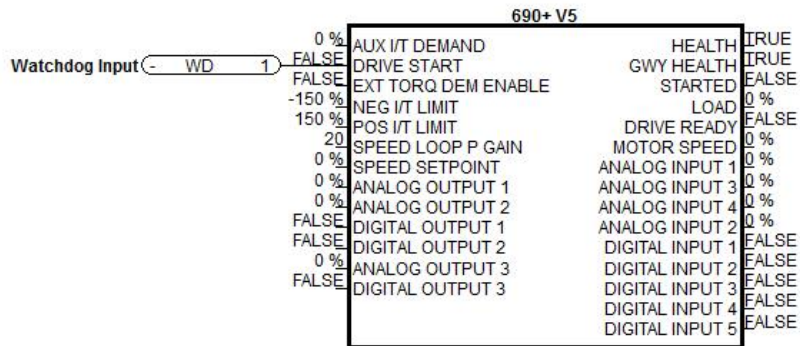 690+ V5
0 % AUX I/T DEMAND HEALTH TRUE
Watchdog Input - WD 1 FALSE DRIVE START GWY HEALTH TRUE
FALSE EXT TORQ DEM ENABLE STARTED FALSE
-150 % NEG I/T LIMIT LOAD 0 %
150 % POS I/T LIMIT DRIVE READY FALSE
20 SPEED LOOP P GAIN MOTOR SPEED 0 %
0 % SPEED SETPOINT ANALOG INPUT 1 0 %
0 % ANALOG OUTPUT 1 ANALOG INPUT 3 0 %
0 % ANALOG OUTPUT 2 ANALOG INPUT 4 0 %
FALSE DIGITAL OUTPUT 1 ANALOG INPUT 2 0 %
FALSE DIGITAL OUTPUT 2 DIGITAL INPUT 1 FALSE
0 % ANALOG OUTPUT 3 DIGITAL INPUT 2 FALSE
FALSE DIGITAL OUTPUT 3 DIGITAL INPUT 3 FALSE
DIGITAL INPUT 4 FALSE
DIGITAL INPUT 5 FALSE